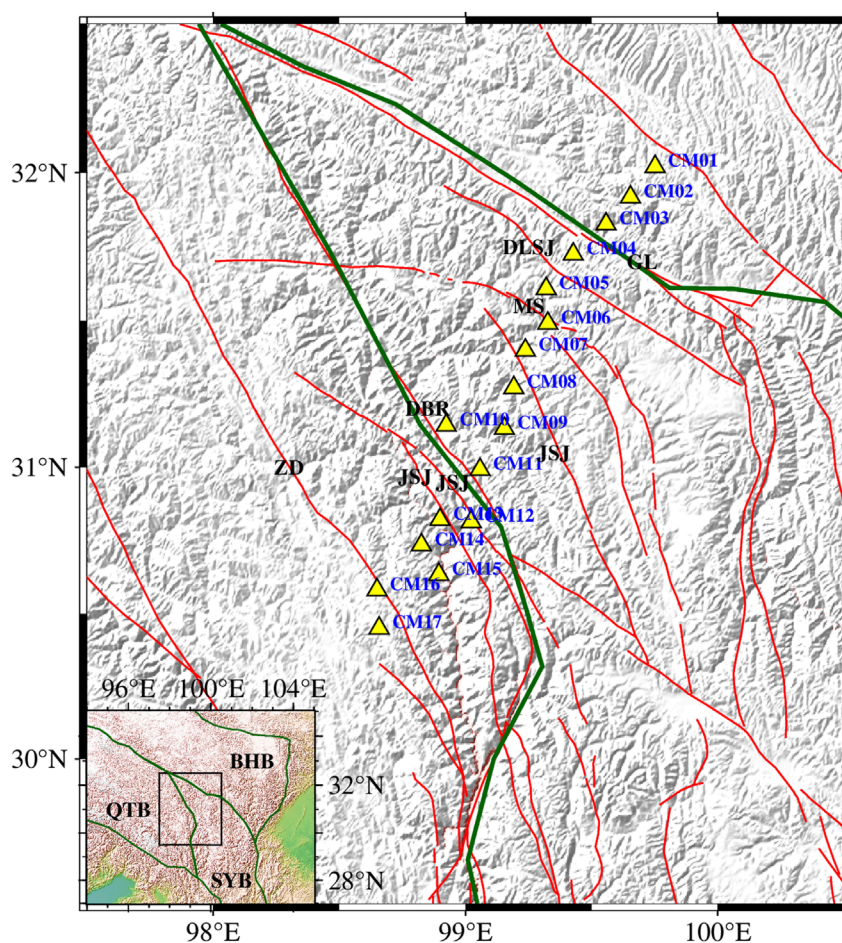 32°N
CM01
CM02
CM03
DLSJ
CM04
GL
CM05
MS
CM06
CM07
CM08
DBR
CM10
CM09
31°N
ZD
JSJ
JSJ
CM11
JSJ
CM13
CM12
CM14
CM15
CM16
CM17
96°E
100°E
104°E
30°N
BHB
32°N
QTB
SYB
28°N
98°E
99°E
100°E